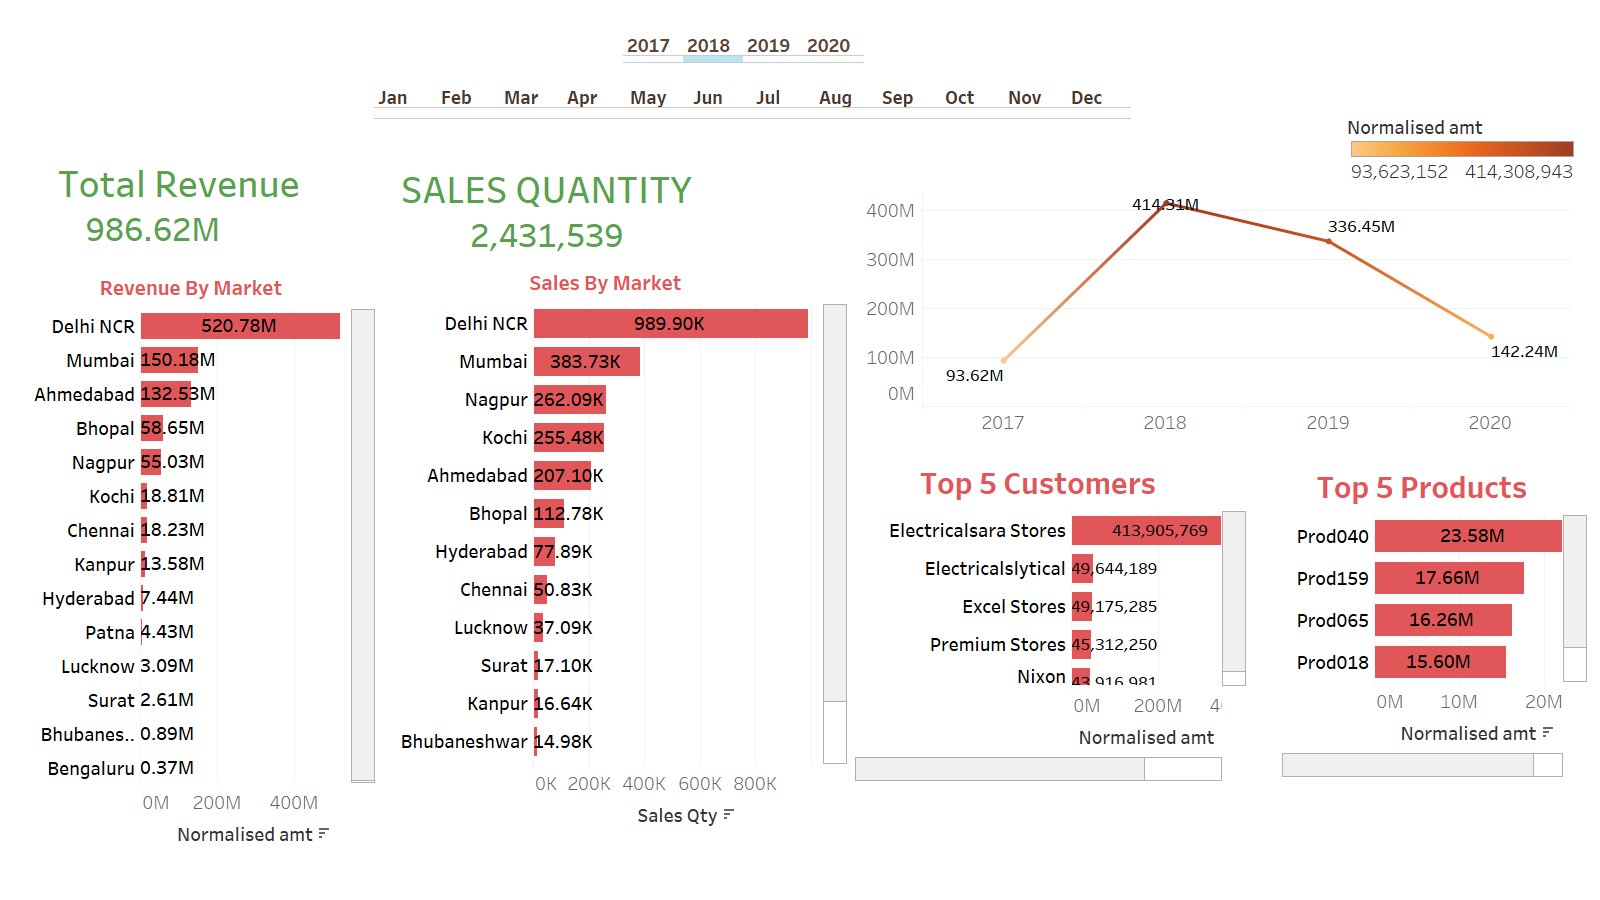 2017 2018 2019 2020
Jan Feb Mar Apr May Jun Jul Aug Sep Oct Nov Dec
Normalised amt
93,623,152 414,308,943
Total Revenue
986.62M
SALES QUANTITY
2,431,539
Revenue By Market
Delhi NCR 520.78M
Mumbai 150.18M
Ahmedabad 132.53M
Bhopal 58.65M
Nagpur 55.03M
Kochi 18.81M
Chennai 18.23M
Kanpur 13.58M
Hyderabad 7.44M
Patna 4.43M
Lucknow 3.09M
Surat 2.61M
Bhubanes.. 0.89M
Bengaluru 0.37M
0M 200M 400M
Normalised amt
Sales By Market
Delhi NCR 989.90K
Mumbai 383.73K
Nagpur 262.09K
Kochi 255.48K
Ahmedabad 207.10K
Bhopal 112.78K
Hyderabad 77.89K
Chennai 50.83K
Lucknow 37.09K
Surat 17.10K
Kanpur 16.64K
Bhubaneshwar 14.98K
0K 200K 400K 600K 800K
Sales Qty
400M
300M
200M
100M
0M
93.62M
414.31M
336.45M
142.24M
2017 2018 2019 2020
Top 5 Customers
Electricalsara Stores 413,905,769
Electricalslytical 49,644,189
Excel Stores 49,175,285
Premium Stores 45,312,250
Nixon 43,916,981
0M 200M 4
Normalised amt
Top 5 Products
Prod040 23.58M
Prod159 17.66M
Prod065 16.26M
Prod018 15.60M
0M 10M 20M
Normalised amt